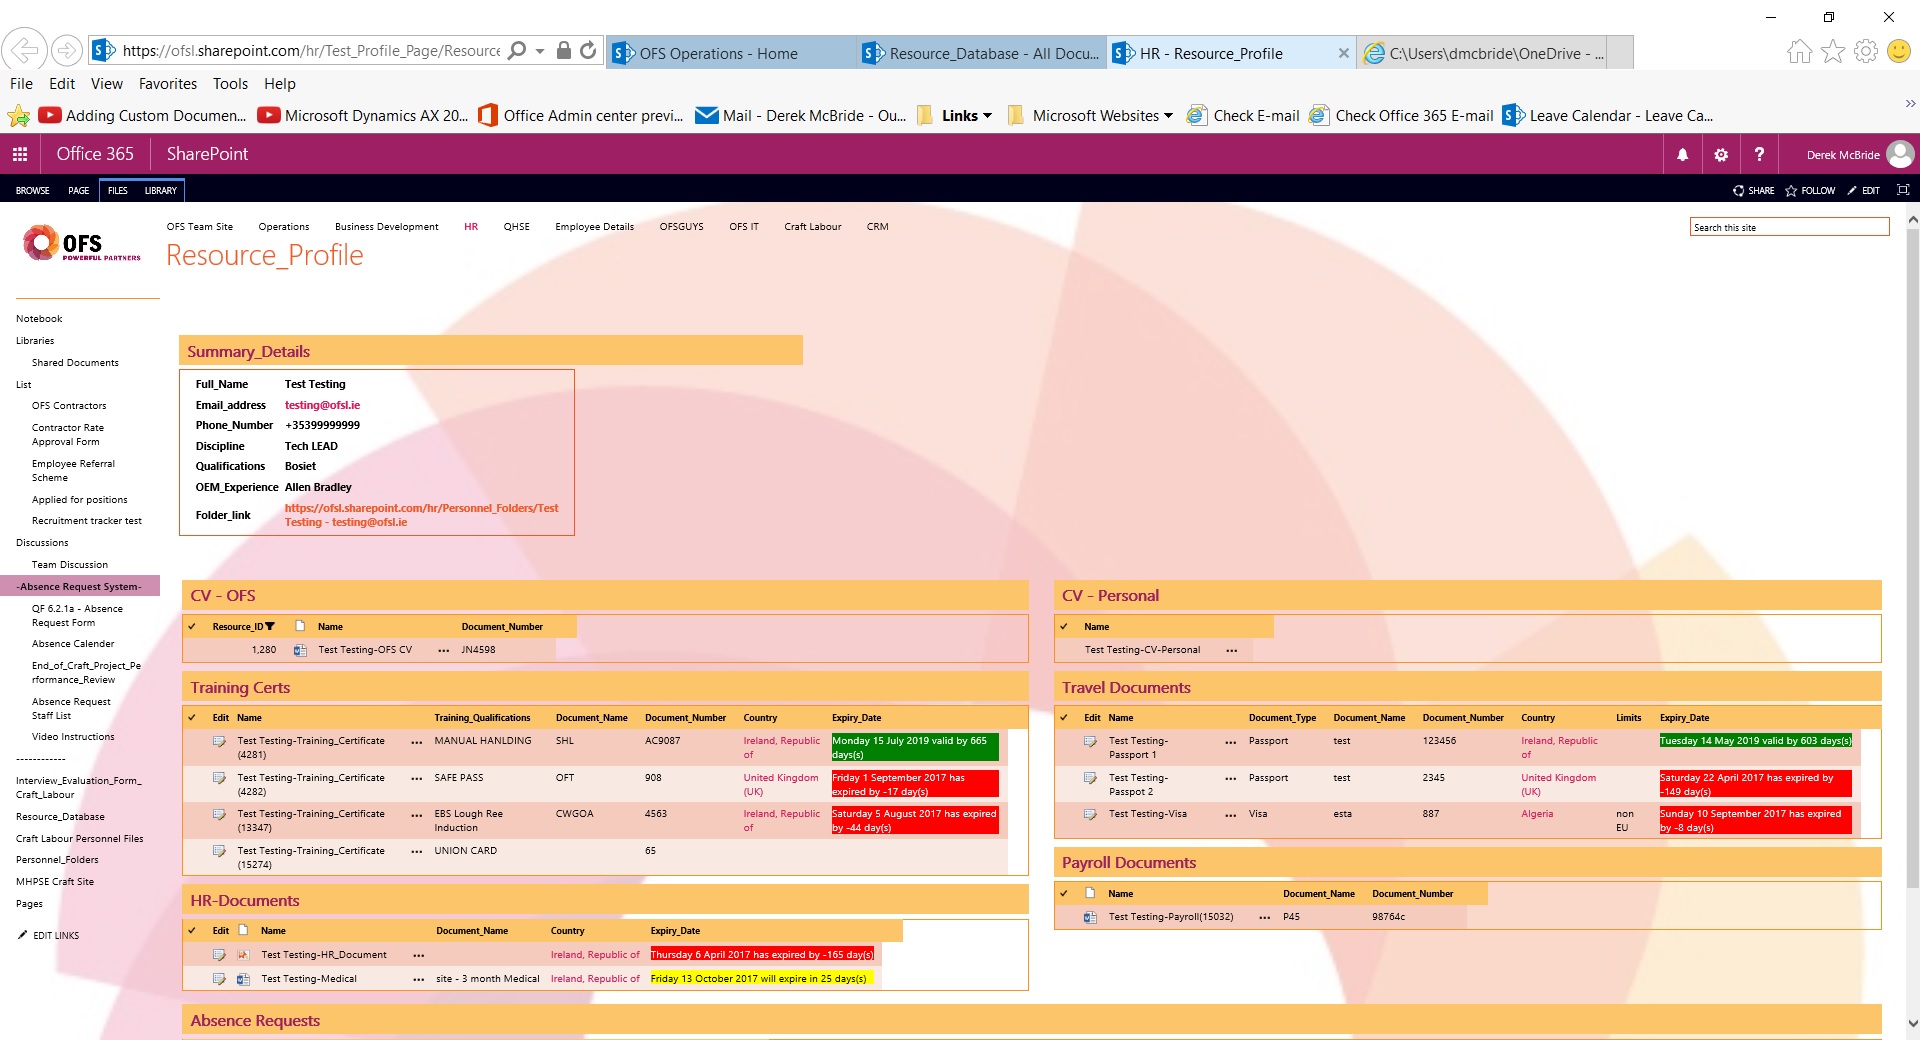 https://ofsl.sharepoint.com/hr/Test_Profile_Page/Resource
OFS Operations - Home
Resource_Database - All Docu...
HR - Resource_Profile
C:\Users\dmcbride\OneDrive - ...
File Edit View Favorites Tools Help
Adding Custom Documen... Microsoft Dynamics AX 20... Office Admin center previ... Mail - Derek McBride - Ou... Links Microsoft Websites Check E-mail Check Office 365 E-mail Leave Calendar - Leave Ca...
Office 365 SharePoint Derek McBride
BROWSE PAGE FILES LIBRARY SHARE FOLLOW EDIT
OFS
POWERFUL PARTNERS
OFS Team Site Operations Business Development HR QHSE Employee Details OFSGUYS OFS IT Craft Labour CRM
Search this site
Resource_Profile
Notebook
Libraries
Shared Documents
List
OFS Contractors
Contractor Rate
Approval Form
Employee Referral
Scheme
Applied for positions
Recruitment tracker test
Discussions
Team Discussion
-Absence Request System-
QF 6.2.1a - Absence
Request Form
Absence Calender
End_of_Craft_Project_Pe
rformance_Review
Absence Request
Staff List
Video Instructions
------------
Interview_Evaluation_Form_
Craft_Labour
Resource_Database
Craft Labour Personnel Files
Personnel_Folders
MHPSE Craft Site
Pages
EDIT LINKS
Summary_Details
Full_Name Test Testing
Email_address testing@ofsl.ie
Phone_Number +35399999999
Discipline Tech LEAD
Qualifications Bosiet
OEM_Experience Allen Bradley
Folder_link https://ofsl.sharepoint.com/hr/Personnel_Folders/Test
Testing - testing@ofsl.ie
CV - OFS
Resource_ID Name Document_Number
1,280 Test Testing-OFS CV ... JN4598
Training Certs
Edit Name Training_Qualifications Document_Name Document_Number Country Expiry_Date
Test Testing-Training_Certificate ... MANUAL HANLDING SHL AC9087 Ireland, Republic Monday 15 July 2019 valid by 665
(4281) of days(s)
Test Testing-Training_Certificate ... SAFE PASS OFT 908 United Kingdom Friday 1 September 2017 has
(4282) (UK) expired by -17 day(s)
Test Testing-Training_Certificate ... EBS Lough Ree CWGOA 4563 Ireland, Republic Saturday 5 August 2017 has expired
(13347) Induction of by -44 day(s)
Test Testing-Training_Certificate ... UNION CARD 65
(15274)
HR-Documents
Edit Name Document_Name Country Expiry_Date
Test Testing-HR_Document ... Ireland, Republic of Thursday 6 April 2017 has expired by -165 day(s)
Test Testing-Medical ... site - 3 month Medical Ireland, Republic of Friday 13 October 2017 will expire in 25 days(s)
CV - Personal
Name
Test Testing-CV-Personal ...
Travel Documents
Edit Name Document_Type Document_Name Document_Number Country Limits Expiry_Date
Test Testing- ... Passport test 123456 Ireland, Republic Tuesday 14 May 2019 valid by 603 days(s)
Passport 1 of
Test Testing- ... Passport test 2345 United Kingdom Saturday 22 April 2017 has expired by
Passpot 2 (UK) -149 day(s)
Test Testing-Visa ... Visa esta 887 Algeria non Sunday 10 September 2017 has expired
EU by -8 day(s)
Payroll Documents
Name Document_Name Document_Number
Test Testing-Payroll(15032) ... P45 98764c
Absence Requests